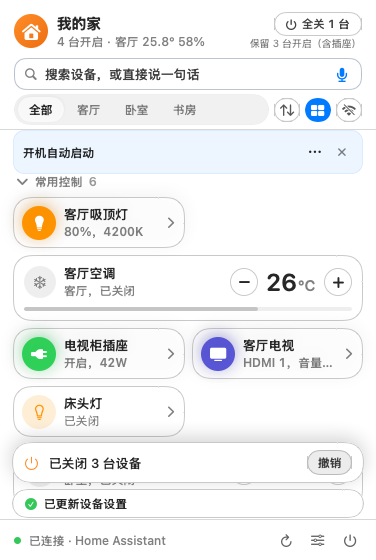 我的家
4 台开启 · 客厅 25.8° 58%
全关 1 台
保留 3 台开启（含插座）
搜索设备，或直接说一句话
全部 客厅 卧室 书房
开机自动启动
常用控制 6
客厅吸顶灯
80%，4200K
客厅空调
客厅，已关闭
26°C
电视柜插座
开启，42W
客厅电视
HDMI 1，音量...
床头灯
已关闭
已关闭 3 台设备
撤销
已更新设备设置
已连接 · Home Assistant